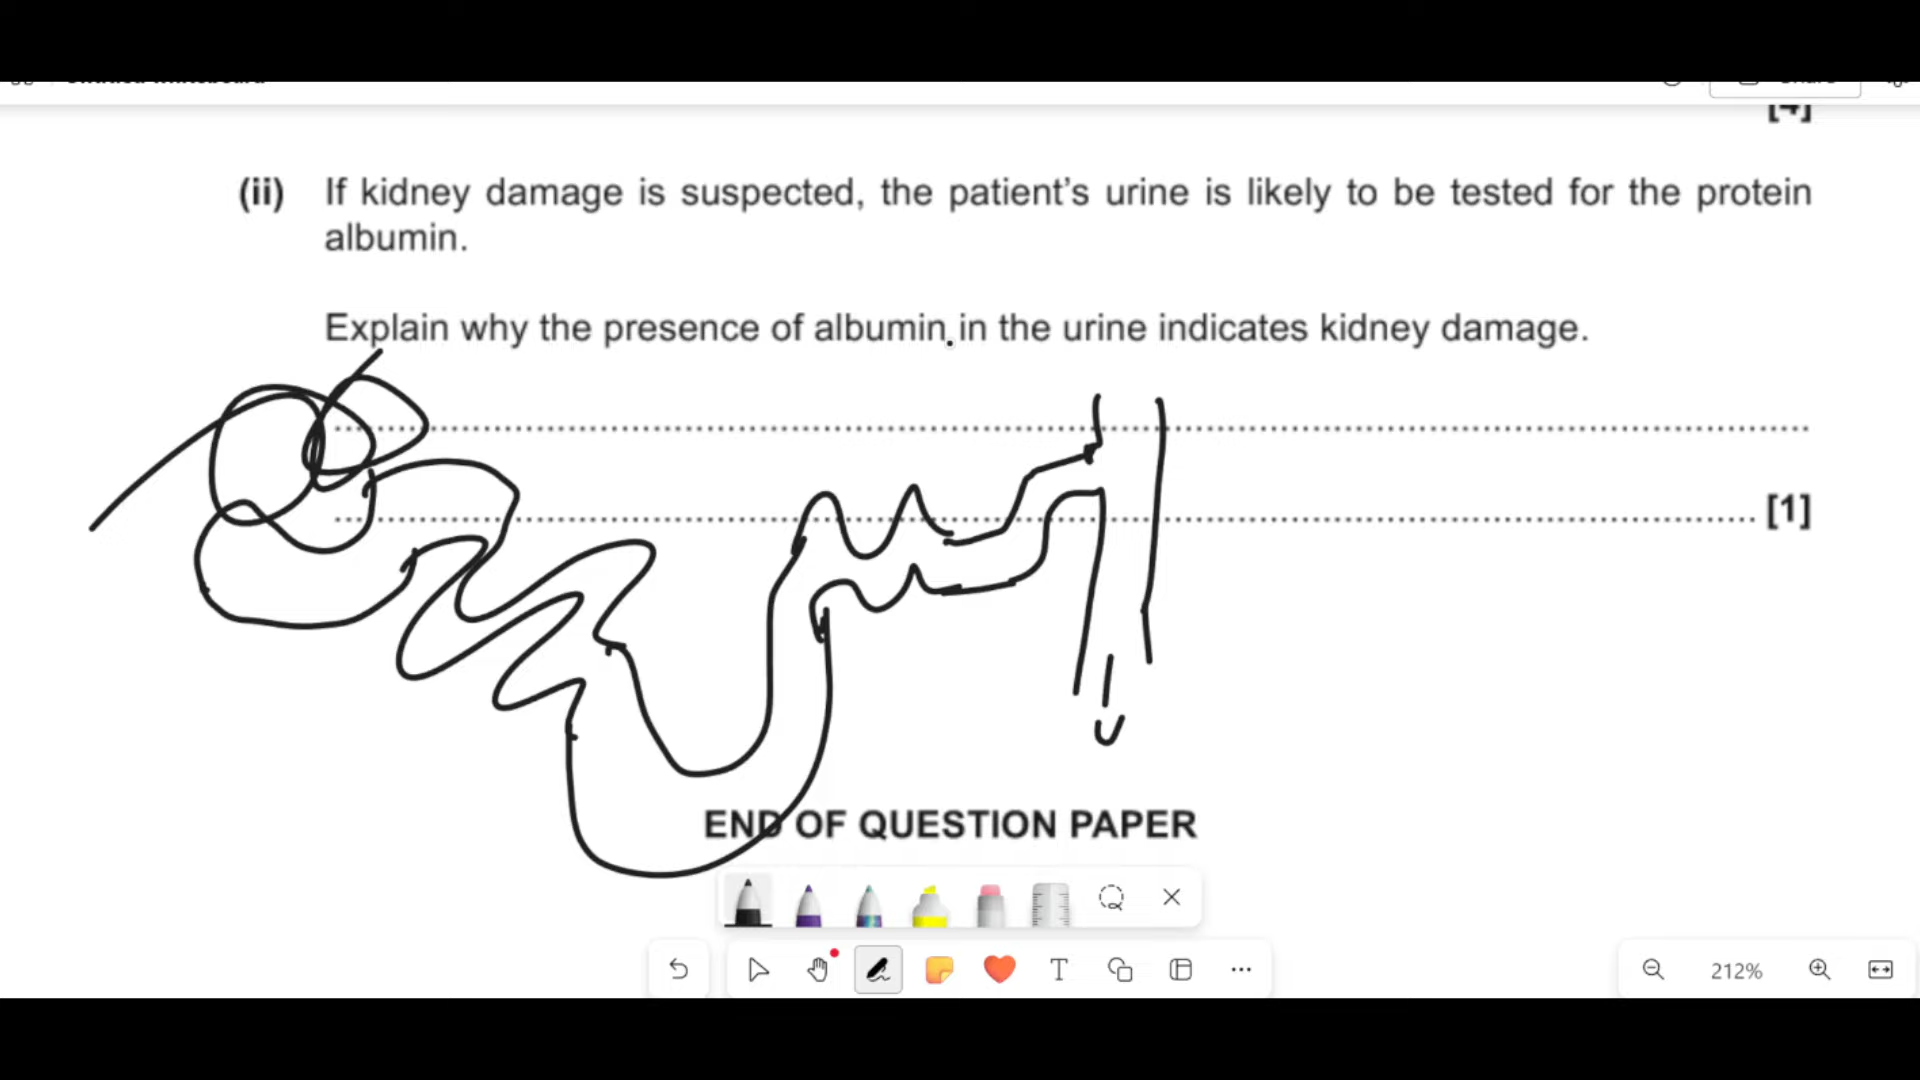 [4]
(ii) If kidney damage is suspected, the patient's urine is likely to be tested for the protein
albumin.
Explain why the presence of albumin in the urine indicates kidney damage.
[1]
U
END OF QUESTION PAPER
T
212%